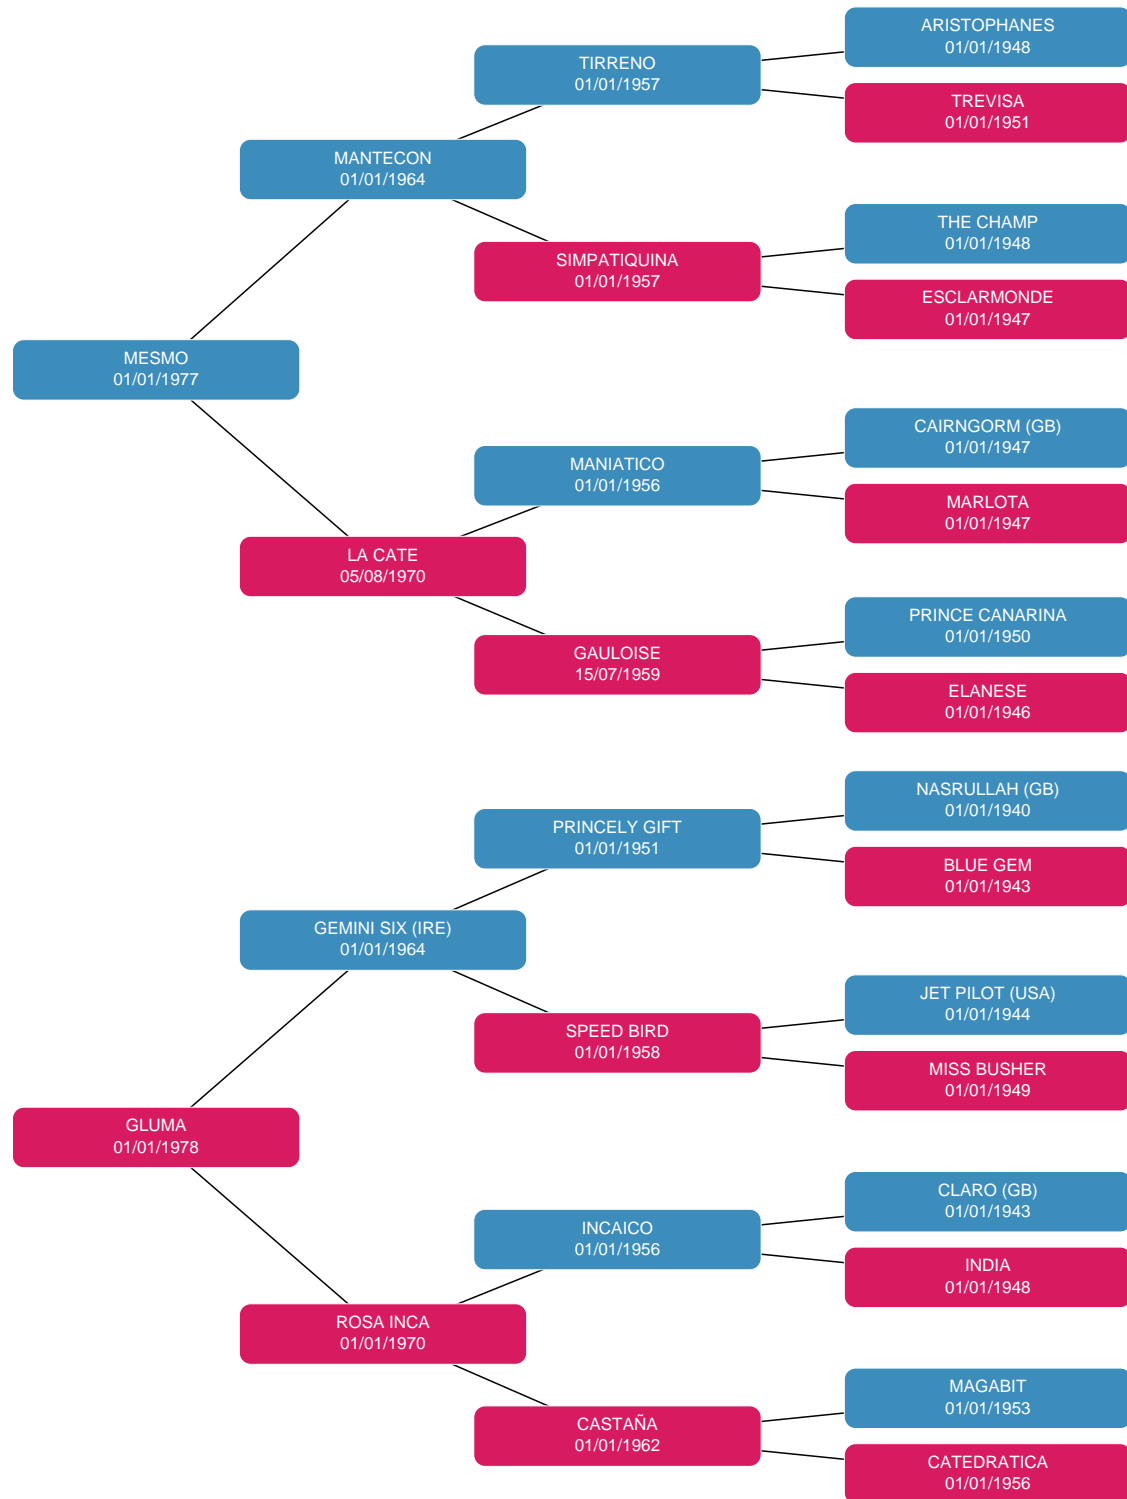 ARISTOPHANES
01/01/1948
TIRRENO
01/01/1957
TREVISA
01/01/1951
MANTECON
01/01/1964
THE CHAMP
01/01/1948
SIMPATIQUINA
01/01/1957
ESCLARMONDE
01/01/1947
MESMO
01/01/1977
CAIRNGORM (GB)
01/01/1947
MANIATICO
01/01/1956
MARLOTA
01/01/1947
LA CATE
05/08/1970
PRINCE CANARINA
01/01/1950
GAULOISE
15/07/1959
ELANESE
01/01/1946
NASRULLAH (GB)
01/01/1940
PRINCELY GIFT
01/01/1951
BLUE GEM
01/01/1943
GEMINI SIX (IRE)
01/01/1964
JET PILOT (USA)
01/01/1944
SPEED BIRD
01/01/1958
MISS BUSHER
01/01/1949
GLUMA
01/01/1978
CLARO (GB)
01/01/1943
INCAICO
01/01/1956
INDIA
01/01/1948
ROSA INCA
01/01/1970
MAGABIT
01/01/1953
CASTAÑA
01/01/1962
CATEDRATICA
01/01/1956